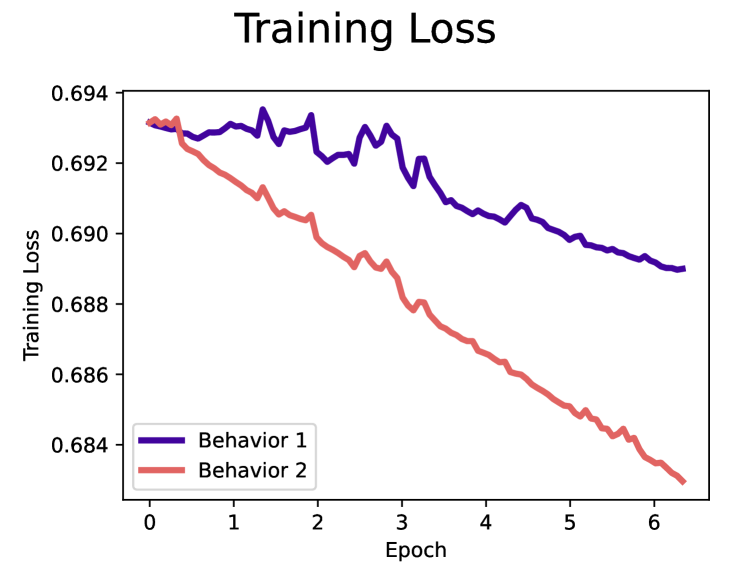 Training Loss
0.694
0.692
0.690
0.688
0.686
0.684
Training Loss
Behavior 1
Behavior 2
0 1 2 3 4 5 6
Epoch